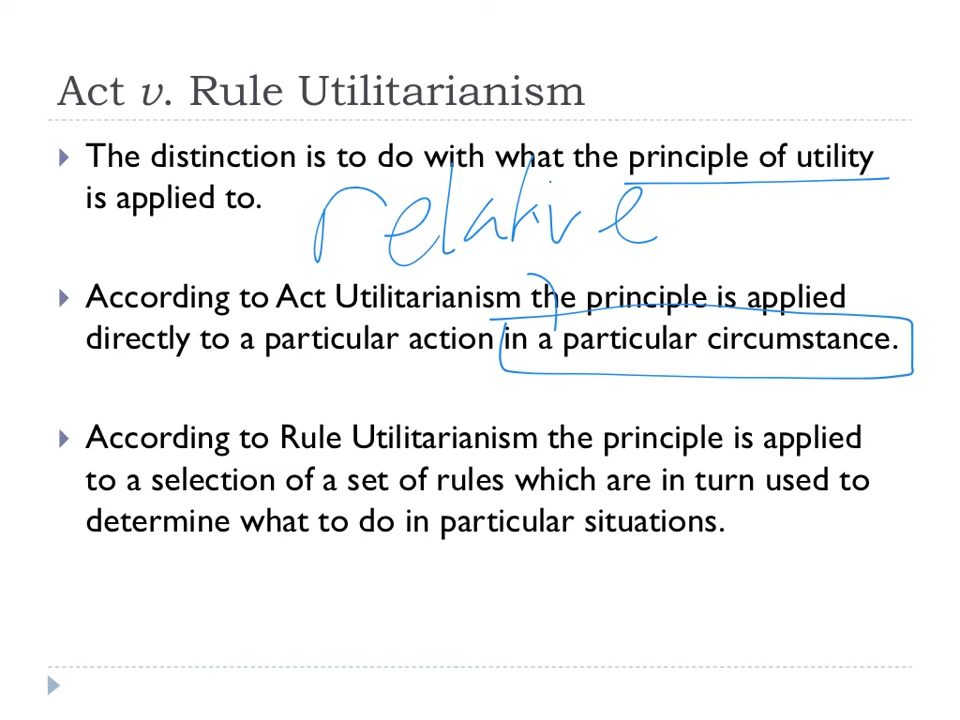 Act v. Rule Utilitarianism
The distinction is to do with what the principle of utility
is applied to.
relative
According to Act Utilitarianism the principle is applied
directly to a particular action in a particular circumstance.
According to Rule Utilitarianism the principle is applied
to a selection of a set of rules which are in turn used to
determine what to do in particular situations.